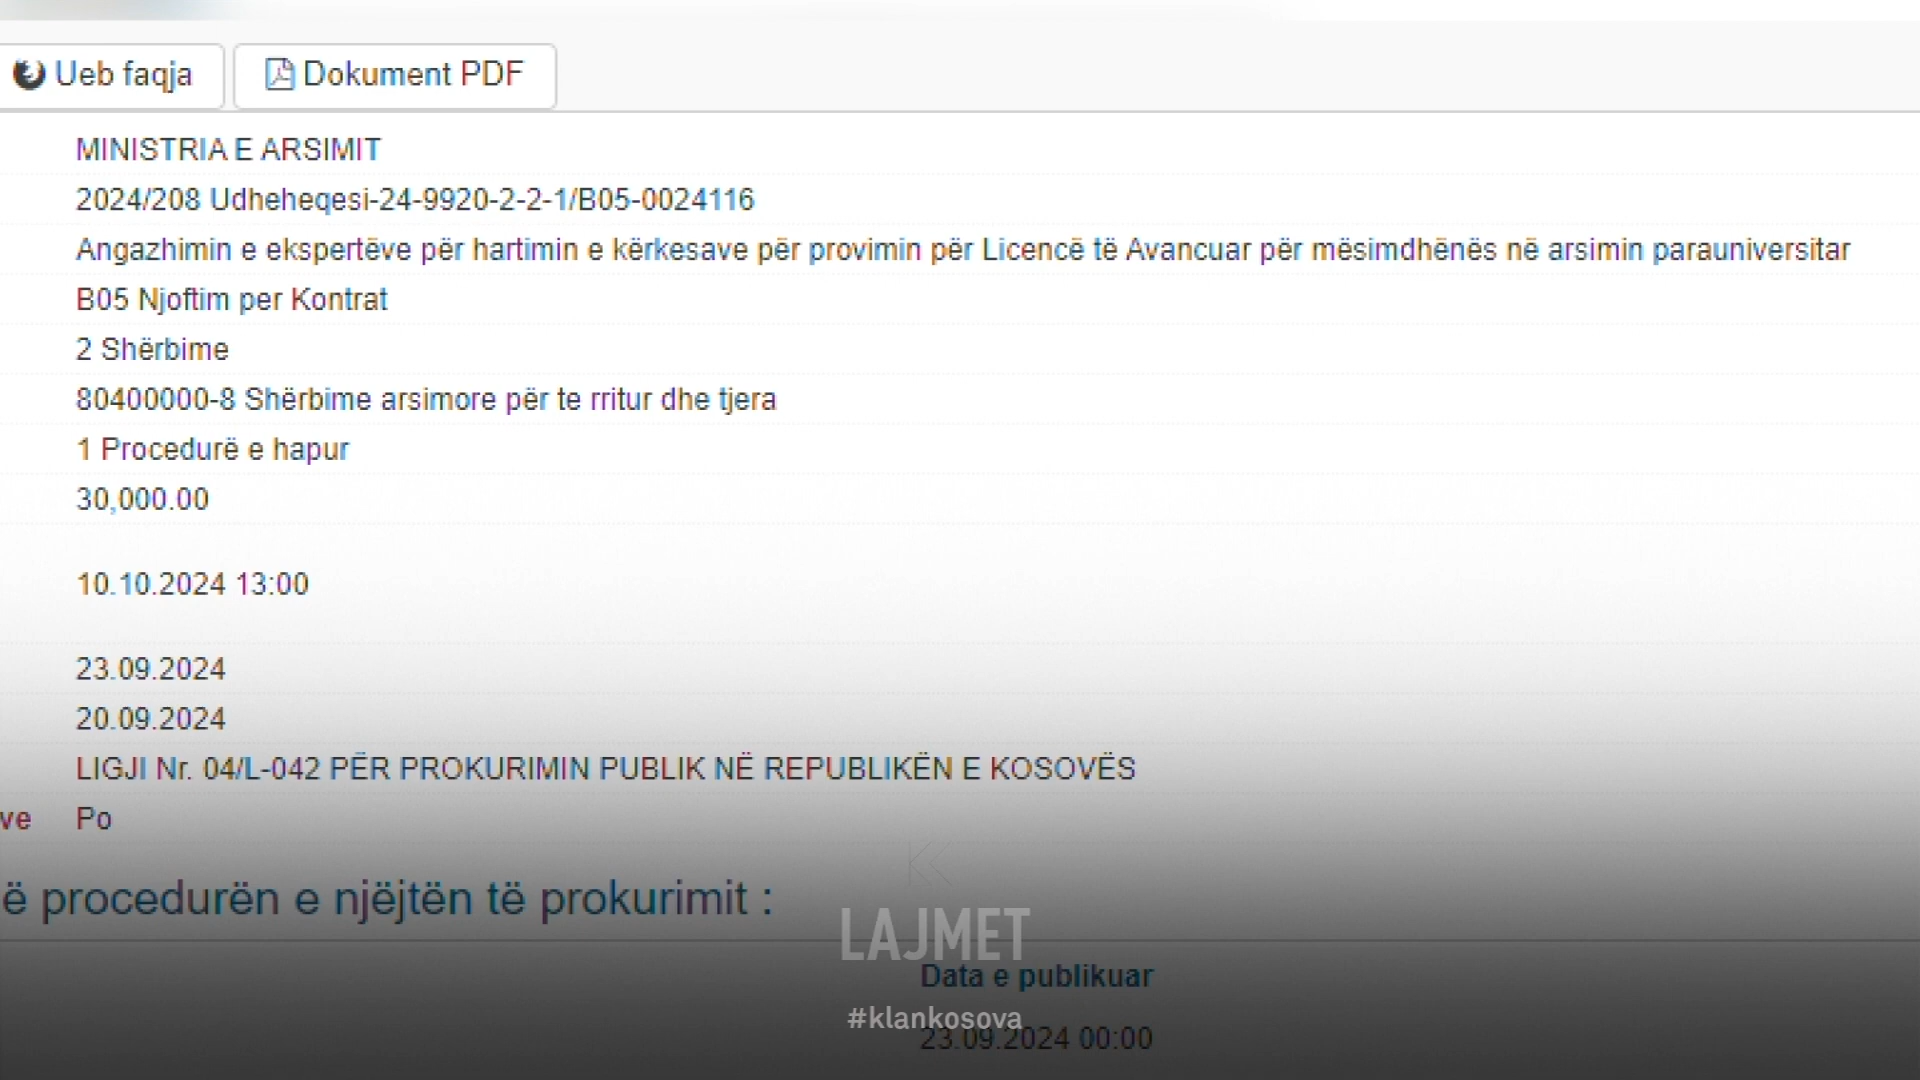 Ueb faqja
Dokument PDF
MINISTRIA E ARSIMIT
2024/208 Udheheqesi-24-9920-2-2-1/B05-0024116
Angazhimin e ekspertëve për hartimin e kërkesave për provimin për Licencë të Avancuar për mësimdhënës në arsimin parauniversitar
B05 Njoftim per Kontrat
2 Shërbime
80400000-8 Shërbime arsimore për te rritur dhe tjera
1 Procedurë e hapur
30,000.00
10.10.2024 13:00
23.09.2024
20.09.2024
LIGJI Nr. 04/L-042 PËR PROKURIMIN PUBLIK NË REPUBLIKËN E KOSOVËS
ve Po
ë procedurën e njëjtën të prokurimit :
LAJMET
Data e publikuar
#klankosova
23.09.2024 00:00